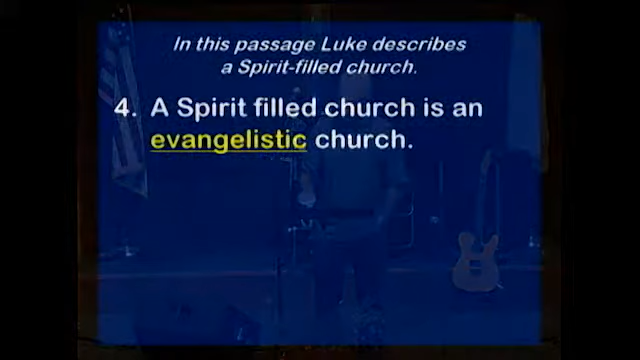 In this passage Luke describes
a Spirit-filled church.
4. A Spirit filled church is an
evangelistic church.